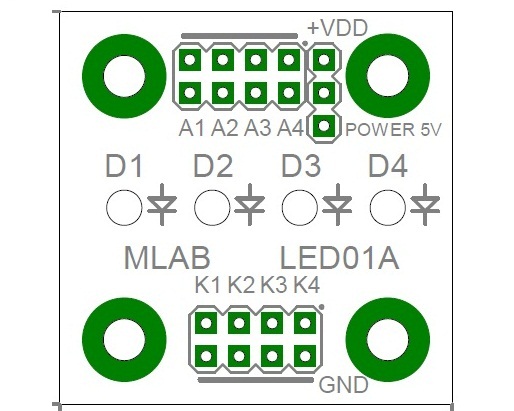 +VDD
A1 A2 A3 A4 POWER 5V
D1 D2 D3 D4
MLAB LED01A
K1 K2 K3 K4
GND